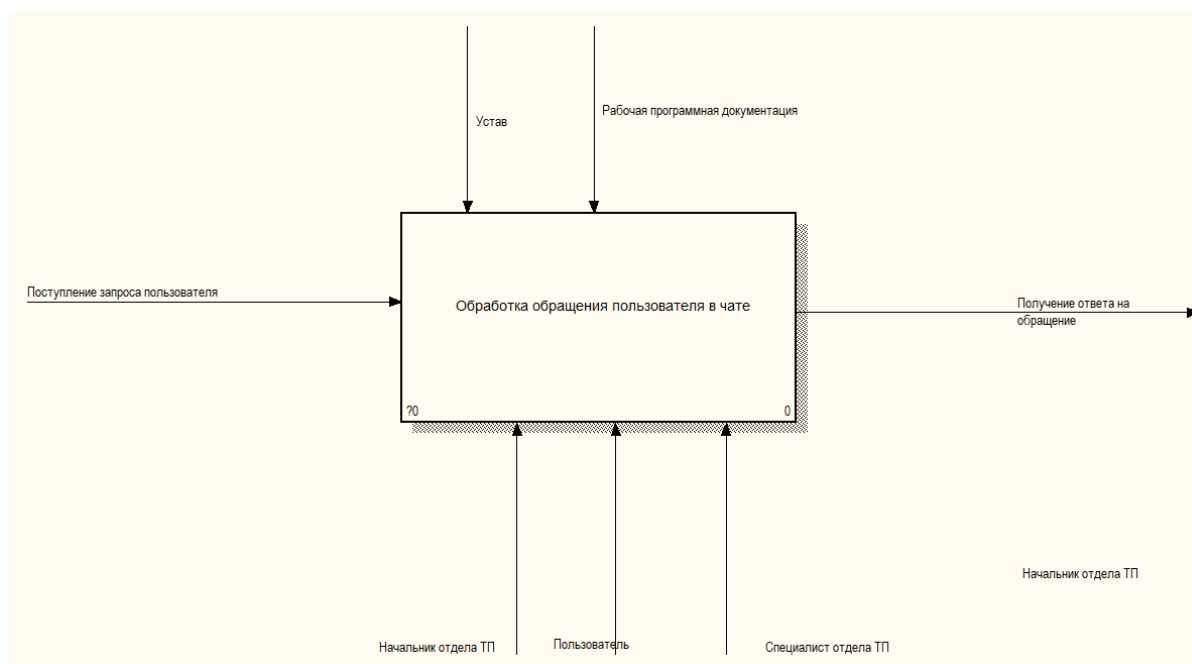 Рабочая программная документация
Устав
Поступление запроса пользователя
Обработка обращения пользователя в чате
Получение ответа на
обращение
?0
0
Начальник отдела ТП
Начальник отдела ТП
Пользователь
Специалист отдела ТП